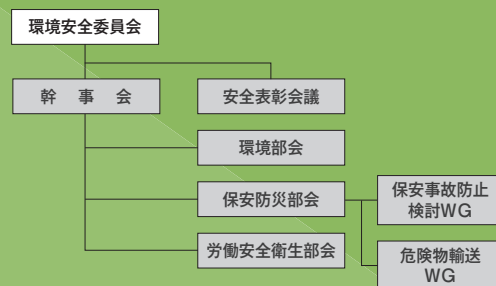 環境安全委員会
幹事会
安全表彰会議
環境部会
保安防災部会
保安事故防止
検討WG
労働安全衛生部会
危険物輸送
WG